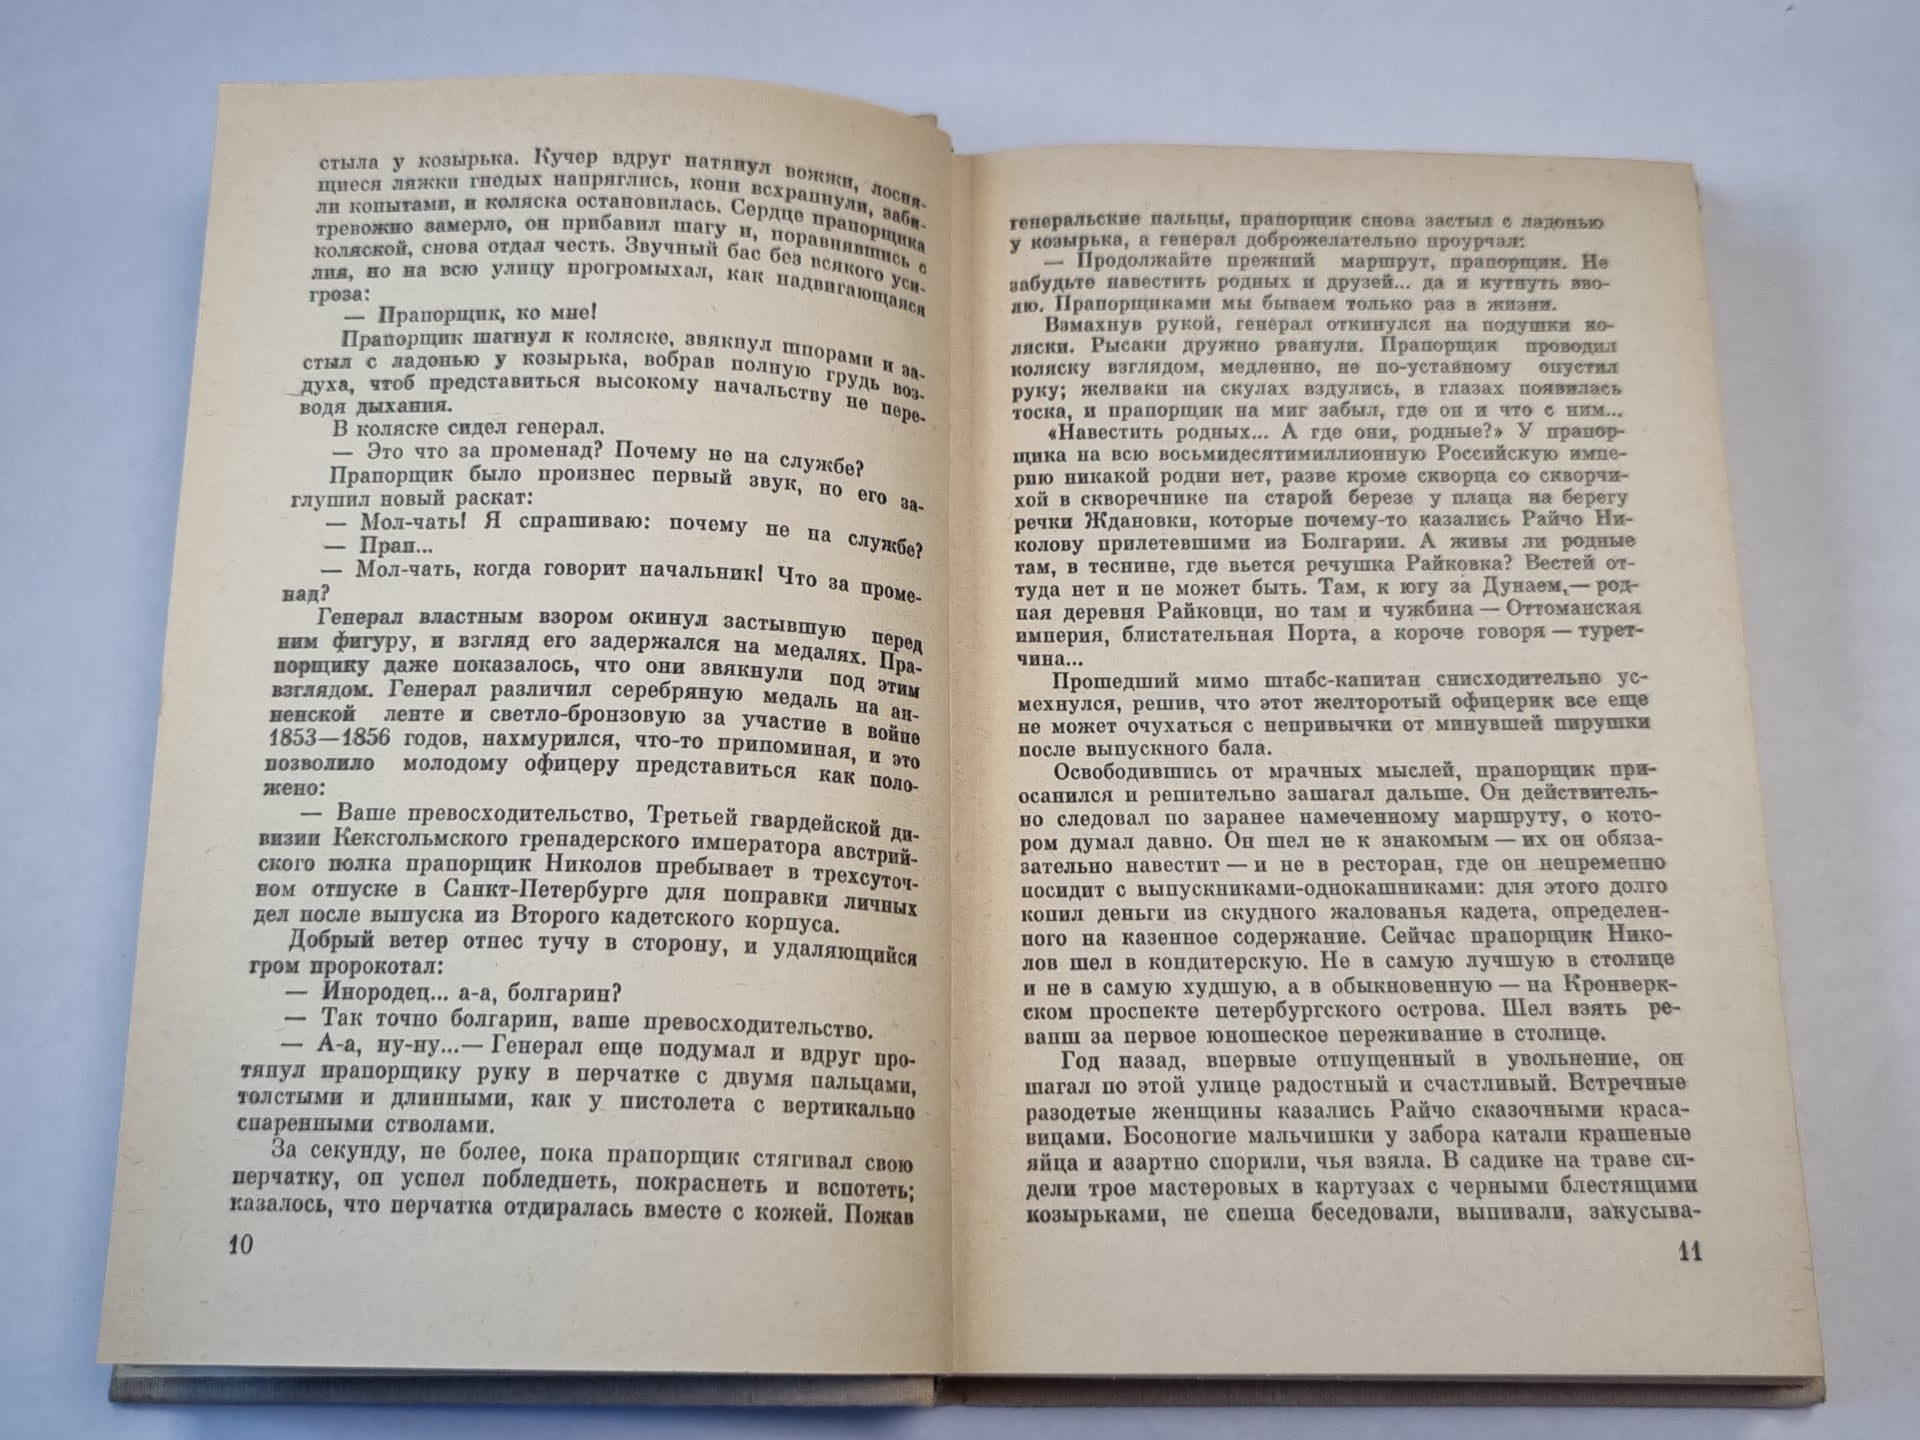 стыла у козырька. Кучер вдруг натянул вожжи, лосня-
щиеся ляжки гнедых напряглись, кони всхрапнули, заби-
ли копытами, и коляска остановилась. Сердце прапорщика
тревожно замерло, он прибавил шагу и, поравнявшись с
коляской, снова отдал честь. Звучный бас без всякого уси-
лия, но на всю улицу прогромыхал, как надвигающаяся
гроза:
— Прапорщик, ко мне!
Прапорщик шагнул к коляске, звякнул шпорами и за-
стыл с ладонью у козырька, вобрав полную грудь воз-
духа, чтоб представиться высокому начальству не пере-
водя дыхания.
В коляске сидел генерал.
— Это что за променад? Почему не на службе?
Прапорщик было произнес первый звук, но его за-
глушил новый раскат:
— Мол-чать! Я спрашиваю: почему не на службе?
— Прап...
— Мол-чать, когда говорит начальник! Что за проме-
над?
Генерал властным взором окинул застывшую перед
ним фигуру, и взгляд его задержался на медалях. Пра-
порщику даже показалось, что они звякнули под этим
взглядом. Генерал различил серебряную медаль на ан-
ненской ленте и светло-бронзовую за участие в войне
1853—1856 годов, нахмурился, что-то припоминая, и это
позволило молодому офицеру представиться как поло-
жено:
— Ваше превосходительство, Третьей гвардейской ди-
визии Кексгольмского гренадерского императора австрий-
ского полка прапорщик Николов пребывает в трехсуточ-
ном отпуске в Санкт-Петербурге для поправки личных
дел после выпуска из Второго кадетского корпуса.
Добрый ветер отнес тучу в сторону, и удаляющийся
гром пророкотал:
— Инородец... а-а, болгарин?
— Так точно болгарин, ваше превосходительство.
— А-а, ну-ну...— Генерал еще подумал и вдруг про-
тянул прапорщику руку в перчатке с двумя пальцами,
толстыми и длинными, как у пистолета с вертикально
спаренными стволами.
За секунду, не более, пока прапорщик стягивал свою
перчатку, он успел побледнеть, покраснеть и вспотеть;
казалось, что перчатка отдиралась вместе с кожей. Пожав
10
генеральские пальцы, прапорщик снова застыл с ладонью
у козырька, а генерал доброжелательно проурчал:
— Продолжайте прежний маршрут, прапорщик. Не
забудьте навестить родных и друзей... да и кутнуть вво-
лю. Прапорщиками мы бываем только раз в жизни.
Взмахнув рукой, генерал откинулся на подушки ко-
ляски. Рысаки дружно рванули. Прапорщик проводил
коляску взглядом, медленно, не по-уставному опустил
руку; желваки на скулах вздулись, в глазах появилась
тоска, и прапорщик на миг забыл, где он и что с ним...
«Навестить родных... А где они, родные?» У прапор-
щика на всю восьмидесятимиллионную Российскую импе-
рию никакой родни нет, разве кроме скворца со скворчи-
хой в скворечнике на старой березе у плаца на берегу
речки Ждановки, которые почему-то казались Райчо Ни-
колову прилетевшими из Болгарии. А живы ли родные
там, в теснине, где вьется речушка Райковка? Вестей от-
туда нет и не может быть. Там, к югу за Дунаем,— род-
ная деревня Райковци, но там и чужбина — Оттоманская
империя, блистательная Порта, а короче говоря — турет-
чина...
Прошедший мимо штабс-капитан снисходительно ус-
мехнулся, решив, что этот желторотый офицерик все еще
не может очухаться с непривычки от минувшей пирушки
после выпускного бала.
Освободившись от мрачных мыслей, прапорщик при-
осанился и решительно зашагал дальше. Он действитель-
но следовал по заранее намеченному маршруту, о кото-
ром думал давно. Он шел не к знакомым — их он обяза-
зательно навестит — и не в ресторан, где он непременно
посидит с выпускниками-однокашниками: для этого долго
копил деньги из скудного жалованья кадета, определен-
ного на казенное содержание. Сейчас прапорщик Нико-
лов шел в кондитерскую. Не в самую лучшую в столице
и не в самую худшую, а в обыкновенную — на Кронверк-
ском проспекте петербургского острова. Шел взять ре-
ванш за первое юношеское переживание в столице.
Год назад, впервые отпущенный в увольнение, он
шагал по этой улице радостный и счастливый. Встречные
разодетые женщины казались Райчо сказочными краса-
вицами. Босоногие мальчишки у забора катали крашеные
яйца и азартно спорили, чья взяла. В садике на траве си-
дели трое мастеровых в картузах с черными блестящими
козырьками, не спеша беседовали, выпивали, закусыва-
11